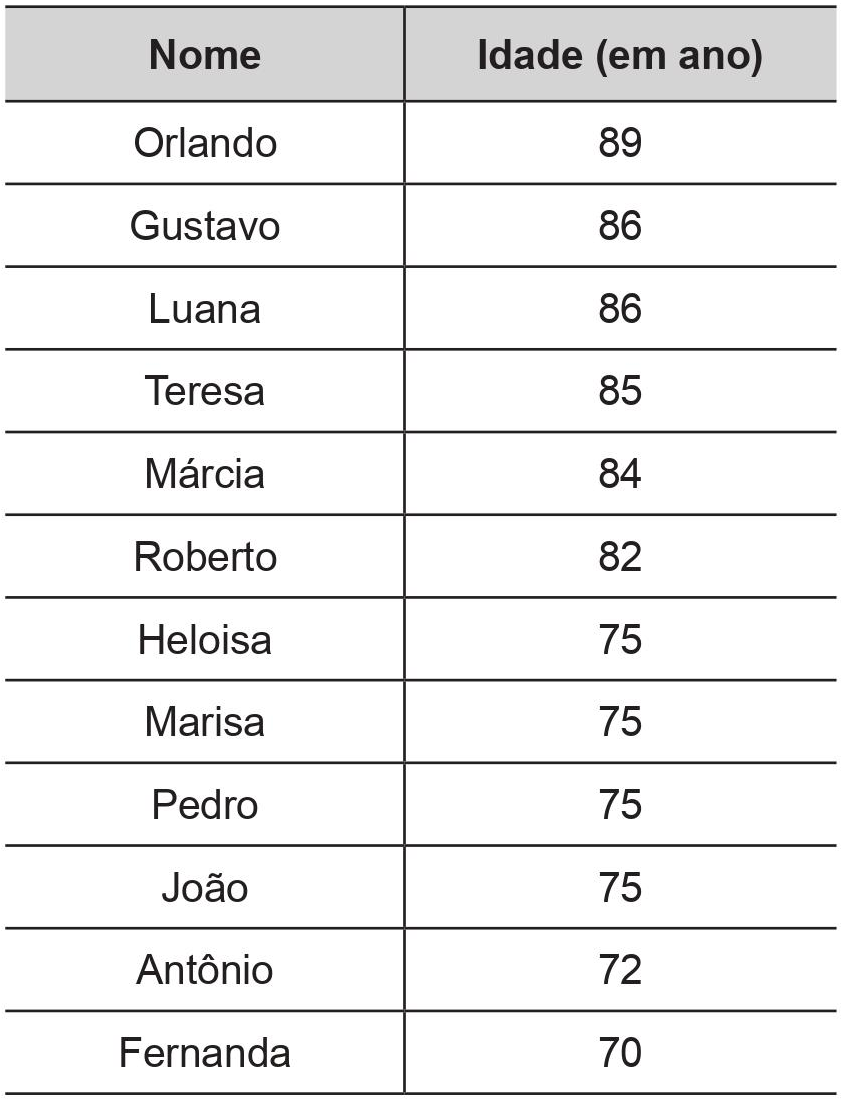 Nome Idade (em ano)
Orlando 89
Gustavo 86
Luana 86
Teresa 85
Márcia 84
Roberto 82
Heloisa 75
Marisa 75
Pedro 75
João 75
Antônio 72
Fernanda 70